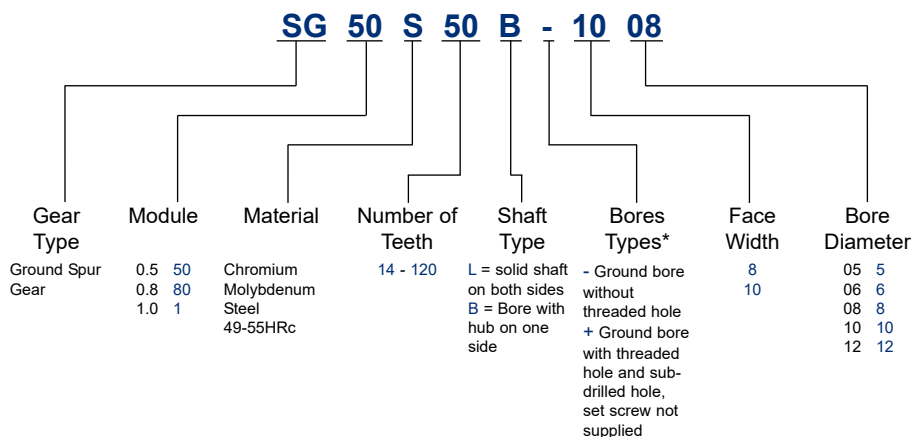 SG 50 S 50 B - 10 08
Gear
Type
Ground Spur
Gear
Module
0.5 50
0.8 80
1.0 1
Material
Chromium
Molybdenum
Steel
49-55HRc
Number of
Teeth
14 - 120
Shaft
Type
L = solid shaft
on both sides
B = Bore with
hub on one
side
Bores
Types*
- Ground bore
without
threaded hole
+ Ground bore
with threaded
hole and sub-
drilled hole,
set screw not
supplied
Face
Width
8
10
Bore
Diameter
05 5
06 6
08 8
10 10
12 12